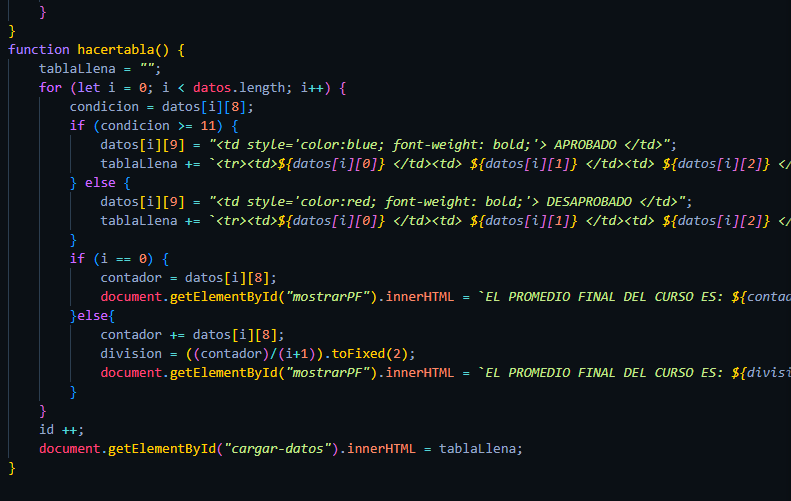 }
}
function hacertabla() {
tablaLlena = "";
for (let i = 0; i < datos.length; i++) {
condicion = datos[i][8];
if (condicion >= 11) {
datos[i][9] = "<td style='color:blue; font-weight: bold;'> APROBADO </td>";
tablaLlena += `<tr><td>${datos[i][0]} </td><td> ${datos[i][1]} </td><td> ${datos[i][2]} </
} else {
datos[i][9] = "<td style='color:red; font-weight: bold;'> DESAPROBADO </td>";
tablaLlena += `<tr><td>${datos[i][0]} </td><td> ${datos[i][1]} </td><td> ${datos[i][2]} </
}
if (i == 0) {
contador = datos[i][8];
document.getElementById("mostrarPF").innerHTML = `EL PROMEDIO FINAL DEL CURSO ES: ${contad
}else{
contador += datos[i][8];
division = ((contador)/(i+1)).toFixed(2);
document.getElementById("mostrarPF").innerHTML = `EL PROMEDIO FINAL DEL CURSO ES: ${divisi
}
}
id ++;
document.getElementById("cargar-datos").innerHTML = tablaLlena;
}